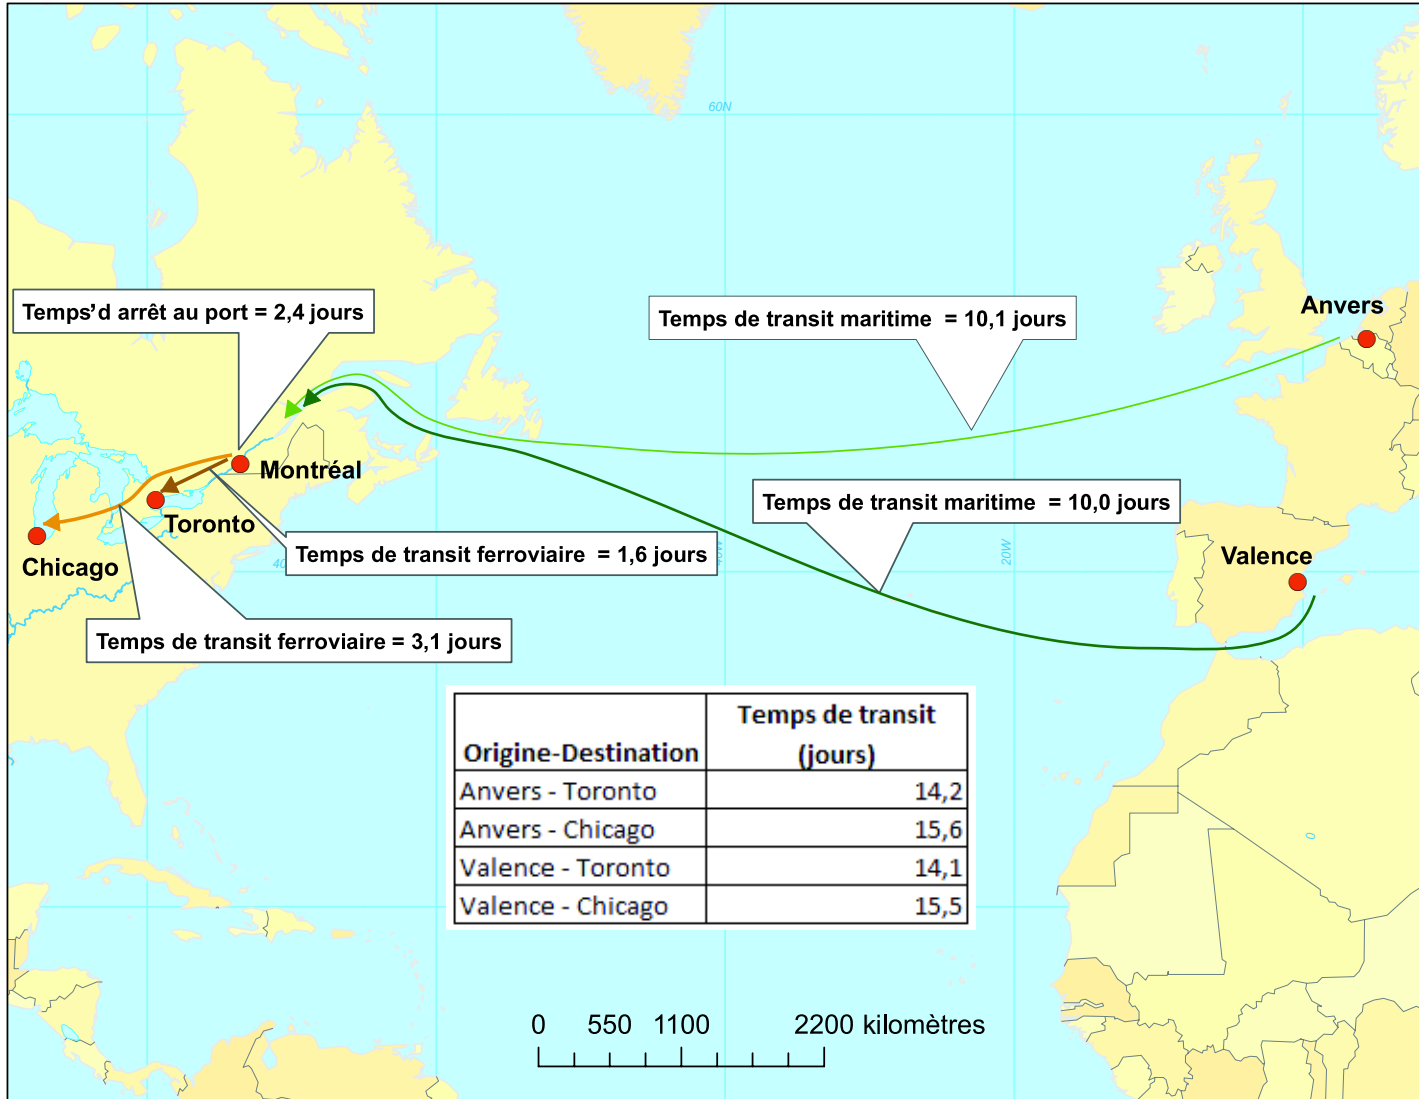 60N
Anvers
Temps'd arrêt au port = 2,4 jours
Temps de transit maritime = 10,1 jours
Montréal
Temps de transit maritime = 10,0 jours
Toronto
Chicago
Temps de transit ferroviaire = 1,6 jours
20W
Valence
Temps de transit ferroviaire = 3,1 jours
Origine-Destination
Temps de transit
(jours)
Anvers - Toronto 14,2
Anvers - Chicago 15,6
Valence - Toronto 14,1
Valence - Chicago 15,5
0 550 1100 2200 kilomètres